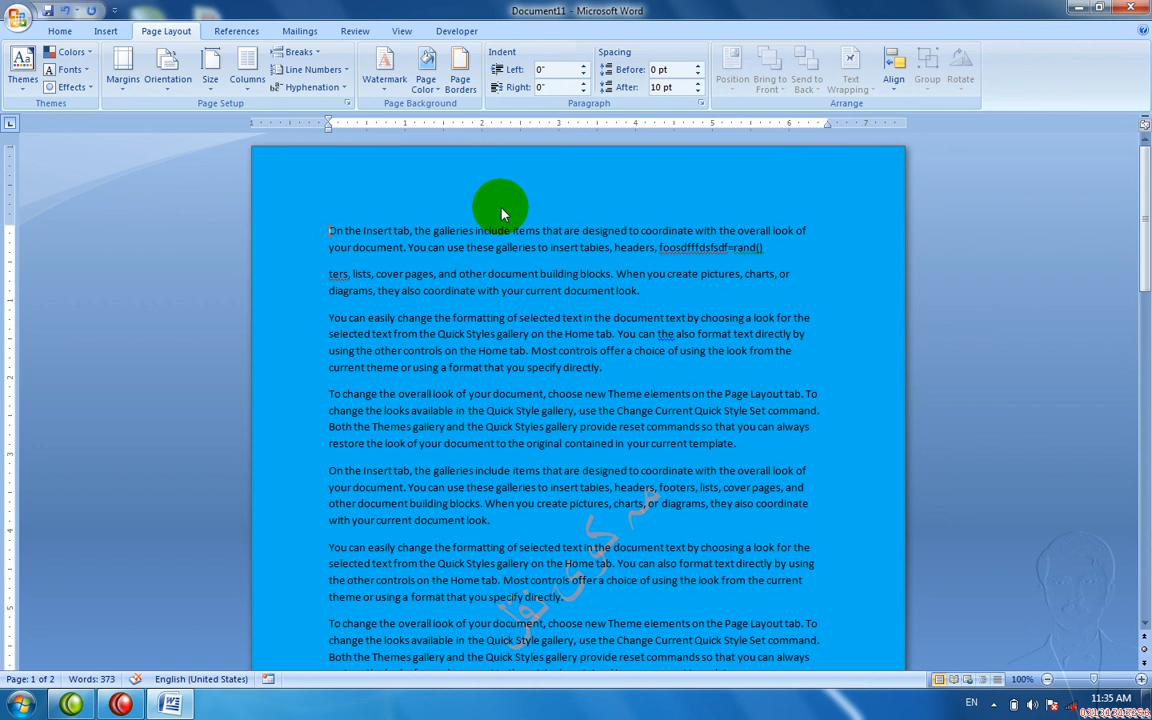 Document11 - Microsoft Word
Home
Insert
Page Layout
References
Mailings
Review
View
Developer
Themes
Colors
Fonts
Effects
Themes
Margins
Orientation
Size
Columns
Breaks
Line Numbers
Hyphenation
Page Setup
Watermark
Page Color
Page Borders
Page Background
Indent
Left: 0"
Right: 0"
Spacing
Before: 0 pt
After: 10 pt
Paragraph
Position
Bring to Front
Send to Back
Text Wrapping
Align
Group
Rotate
Arrange
1 1 2 3 4 5 6 7
On the Insert tab, the galleries include items that are designed to coordinate with the overall look of
your document. You can use these galleries to insert tables, headers, foosdfffdsfsdf=rand()
ters, lists, cover pages, and other document building blocks. When you create pictures, charts, or
diagrams, they also coordinate with your current document look.
You can easily change the formatting of selected text in the document text by choosing a look for the
selected text from the Quick Styles gallery on the Home tab. You can the also format text directly by
using the other controls on the Home tab. Most controls offer a choice of using the look from the
current theme or using a format that you specify directly.
To change the overall look of your document, choose new Theme elements on the Page Layout tab. To
change the looks available in the Quick Style gallery, use the Change Current Quick Style Set command.
Both the Themes gallery and the Quick Styles gallery provide reset commands so that you can always
restore the look of your document to the original contained in your current template.
On the Insert tab, the galleries include items that are designed to coordinate with the overall look of
your document. You can use these galleries to insert tables, headers, footers, lists, cover pages, and
other document building blocks. When you create pictures, charts, or diagrams, they also coordinate
with your current document look.
You can easily change the formatting of selected text in the document text by choosing a look for the
selected text from the Quick Styles gallery on the Home tab. You can also format text directly by using
the other controls on the Home tab. Most controls offer a choice of using the look from the current
theme or using a format that you specify directly.
To change the overall look of your document, choose new Theme elements on the Page Layout tab. To
change the looks available in the Quick Style gallery, use the Change Current Quick Style Set command.
Both the Themes gallery and the Quick Styles gallery provide reset commands so that you can always
Page: 1 of 2
Words: 373
English (United States)
100%
EN
11:35 AM